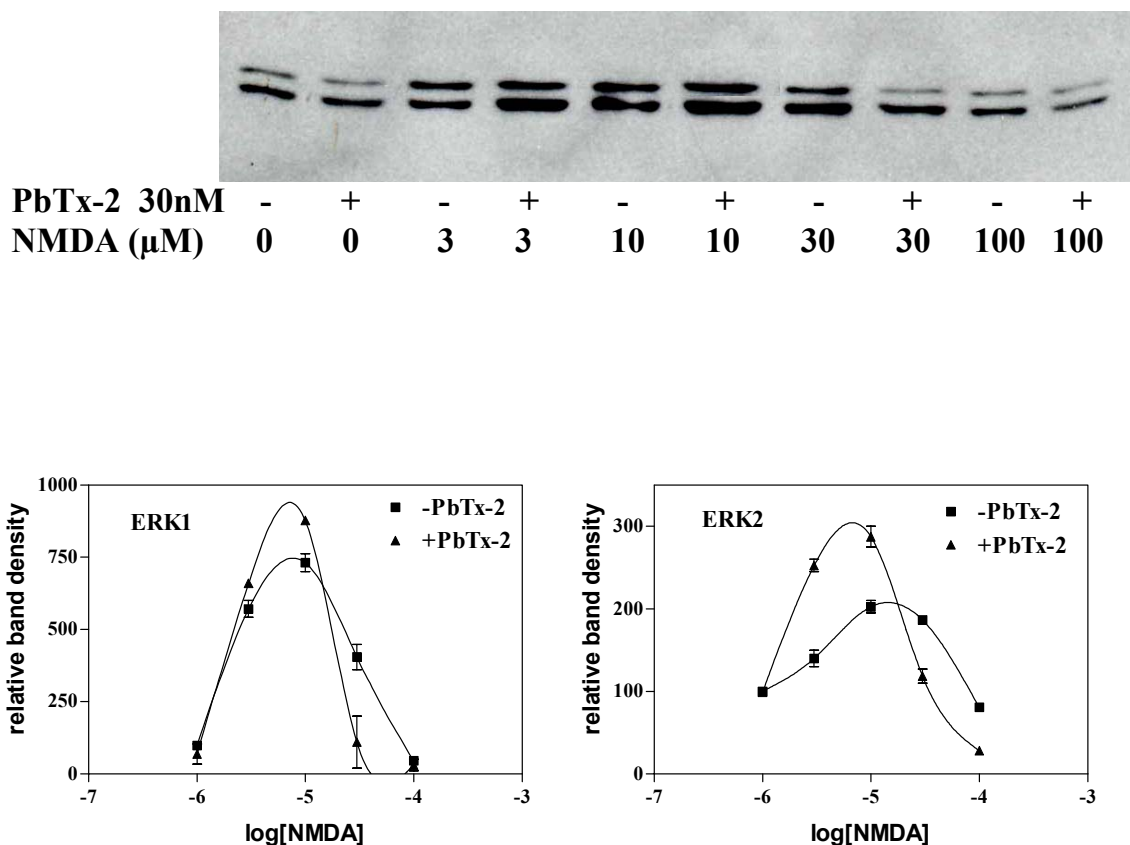 PbTx-2 30nM - + - + - + - + - +
NMDA (µM) 0 0 3 3 10 10 30 30 100 100
1000
750
500
250
0
relative band density
ERK1
-PbTx-2
+PbTx-2
-7 -6 -5 -4 -3
log[NMDA]
300
200
100
0
relative band density
ERK2
-PbTx-2
+PbTx-2
-7 -6 -5 -4 -3
log[NMDA]